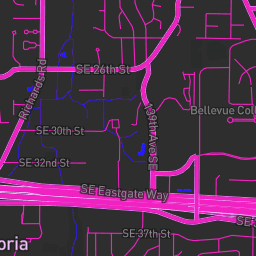 SE 26th St
Richards Rd
Bellevue Coll
139th Ave SE
SE 30th St
SE 32nd St
SE Eastgate Way
SE 37th St
oria